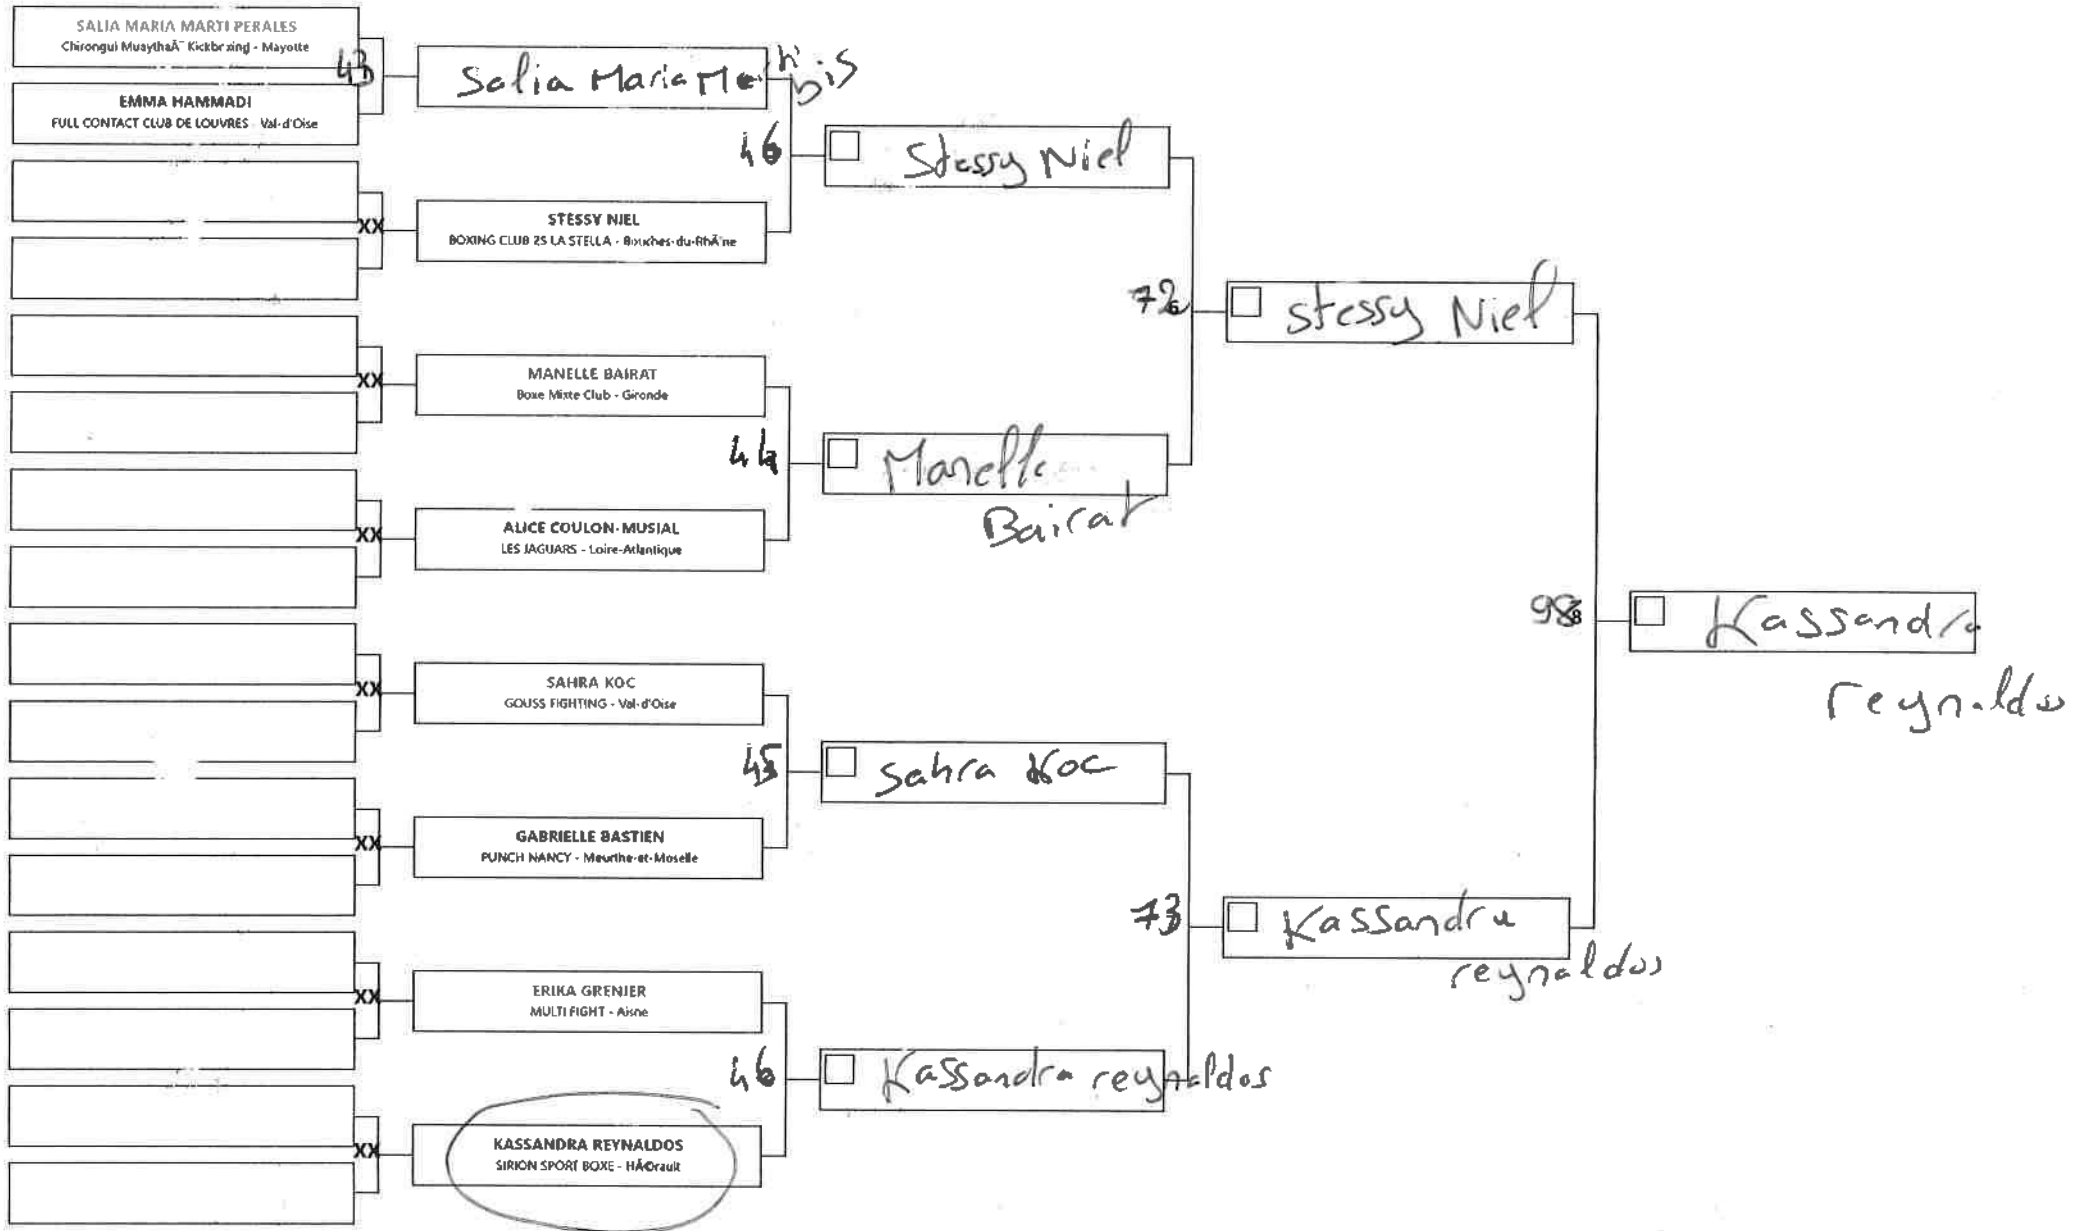 SALIA MARIA MARTI PERALES
Chirongui MuaythaÃ¯ Kickboxing - Mayotte
43
EMMA HAMMADI
FULL CONTACT CLUB DE LOUVRES - Val-d'Oise
Salia Maria
bis
46
XX
STESSY NIEL
BOXING CLUB 25 LA STELLA - Bouches-du-RhÃ´ne
Stessy Niel
72
stessy Niel
XX
MANELLE BAIRAT
Boxe Mixte Club - Gironde
44
Manelle
Bairat
XX
ALICE COULON-MUSIAL
LES JAGUARS - Loire-Atlantique
98
Kassandra
reynaldos
XX
SAHRA KOC
GOUSS FIGHTING - Val-d'Oise
45
Sahra Koc
XX
GABRIELLE BASTIEN
PUNCH NANCY - Meurthe-et-Moselle
73
Kassandra
reynaldos
XX
ERIKA GRENIER
MULTI FIGHT - Aisne
46
Kassandra reynaldos
XX
KASSANDRA REYNALDOS
SIRION SPORT BOXE - HÃ©rault